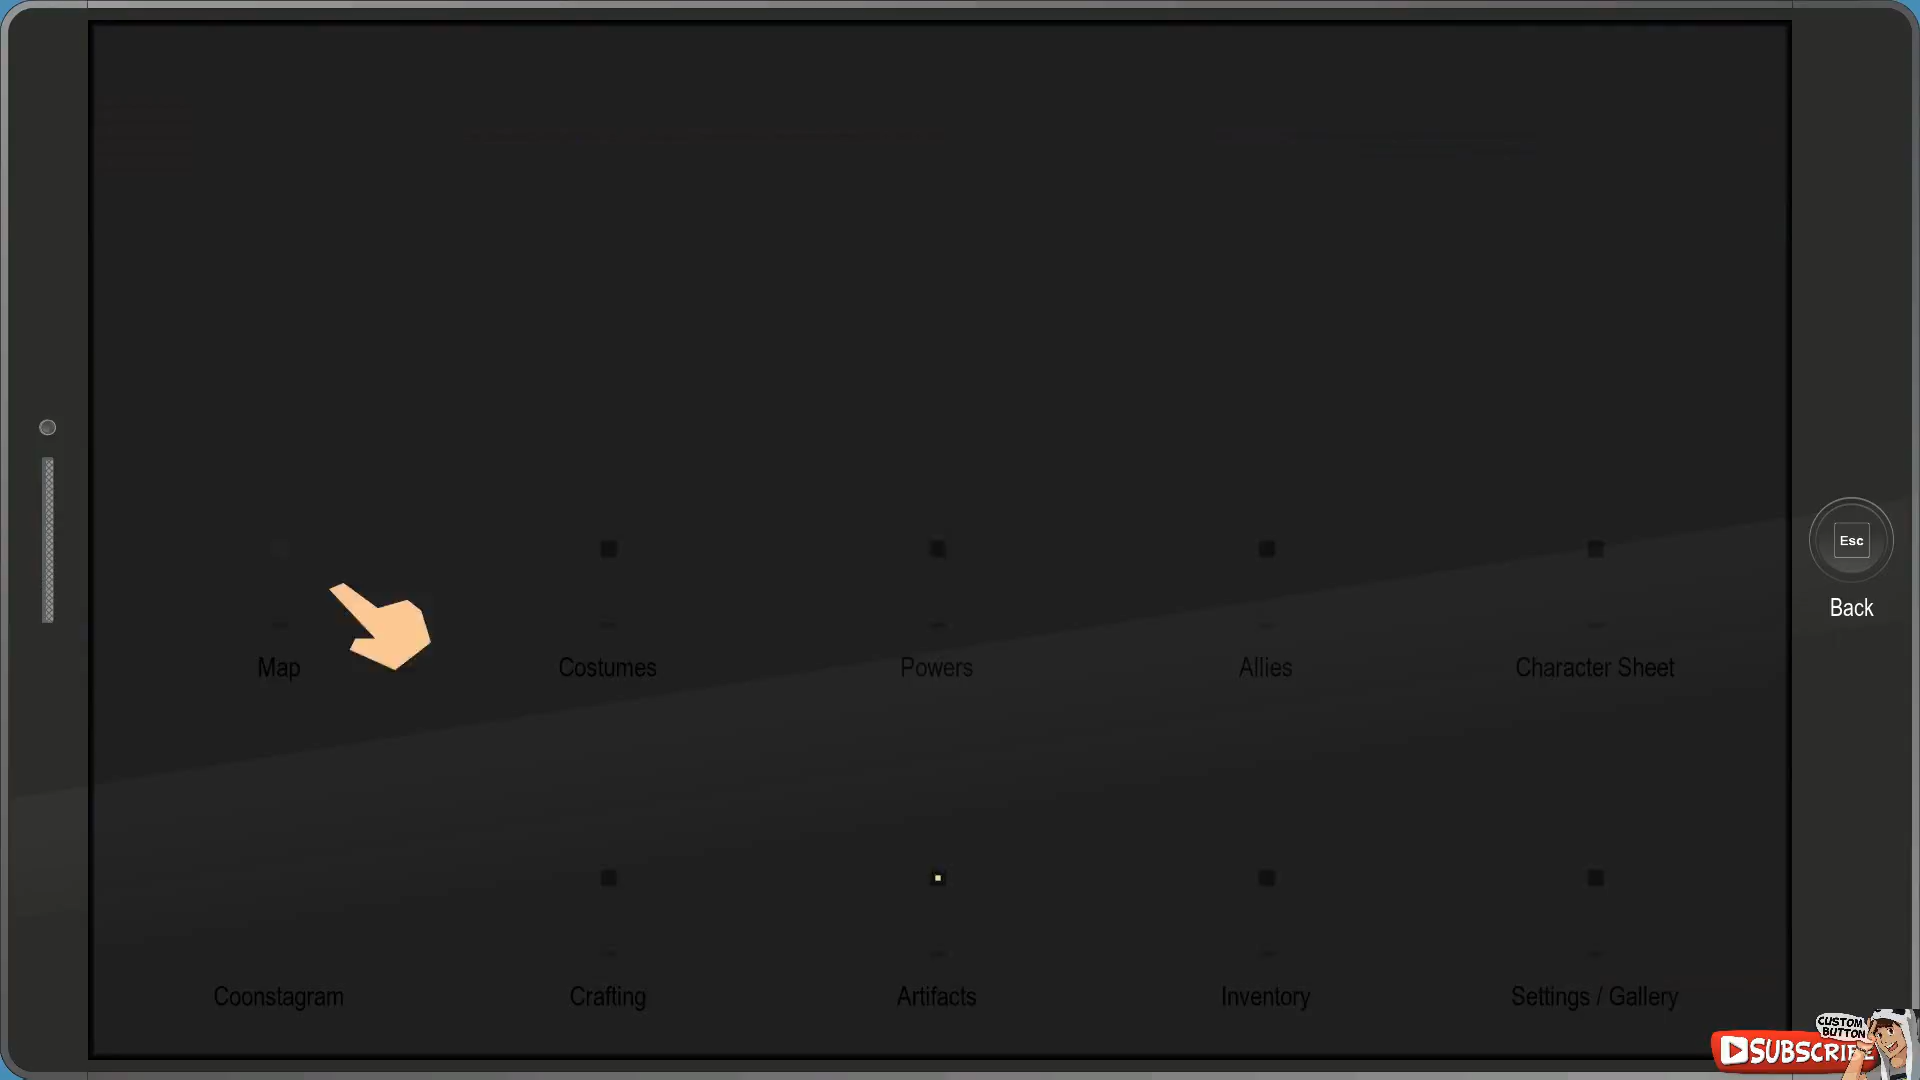 Esc
Back
Map
Costumes
Powers
Allies
Character Sheet
Coonstagram
Crafting
Artifacts
Inventory
Settings / Gallery
CUSTOM
BUTTON
SUBSCRIBE